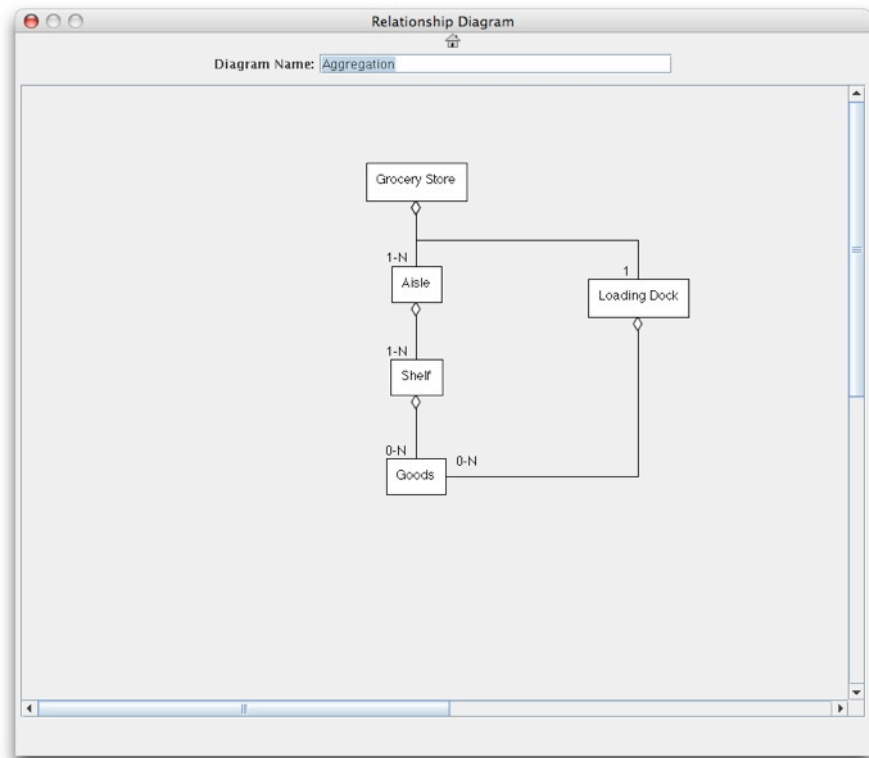 Relationship Diagram
Diagram Name: Aggregation
Grocery Store
1-N
1
Aisle
Loading Dock
1-N
Shelf
0-N
0-N
Goods